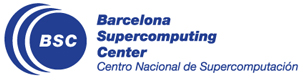 BSC
Barcelona
Supercomputing
Center
Centro Nacional de Supercomputación